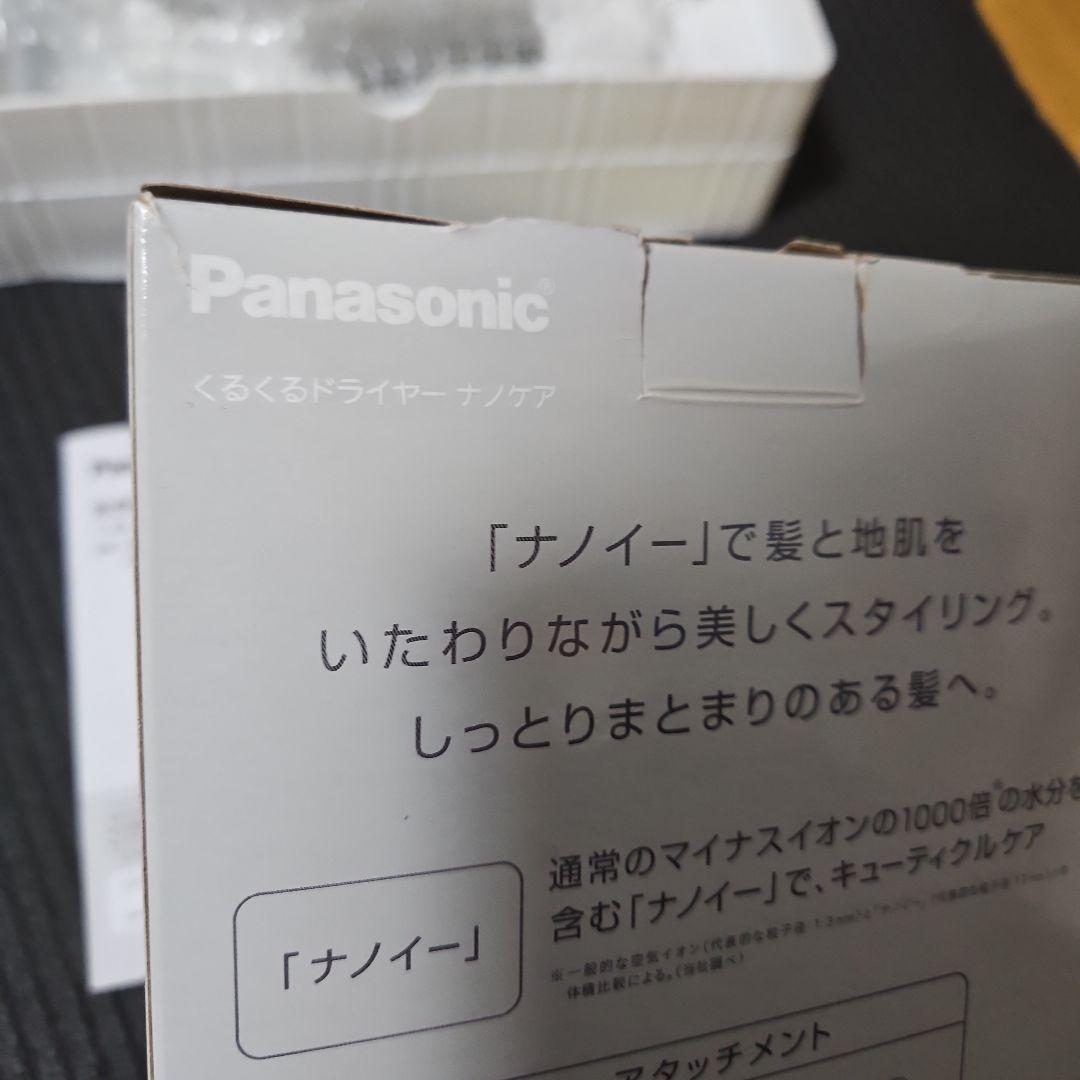 Panasonic®
くるくるドライヤー ナノケア
「ナノイー」で髪と地肌を
いたわりながら美しくスタイリング。
しっとりまとまりのある髪へ。
「ナノイー」
通常のマイナスイオンの1000倍※の水分を
含む「ナノイー」で、キューティクルケア
※一般的な空気イオン(代表的な粒子径
体積比較による。(当社調べ)
アタッチメント